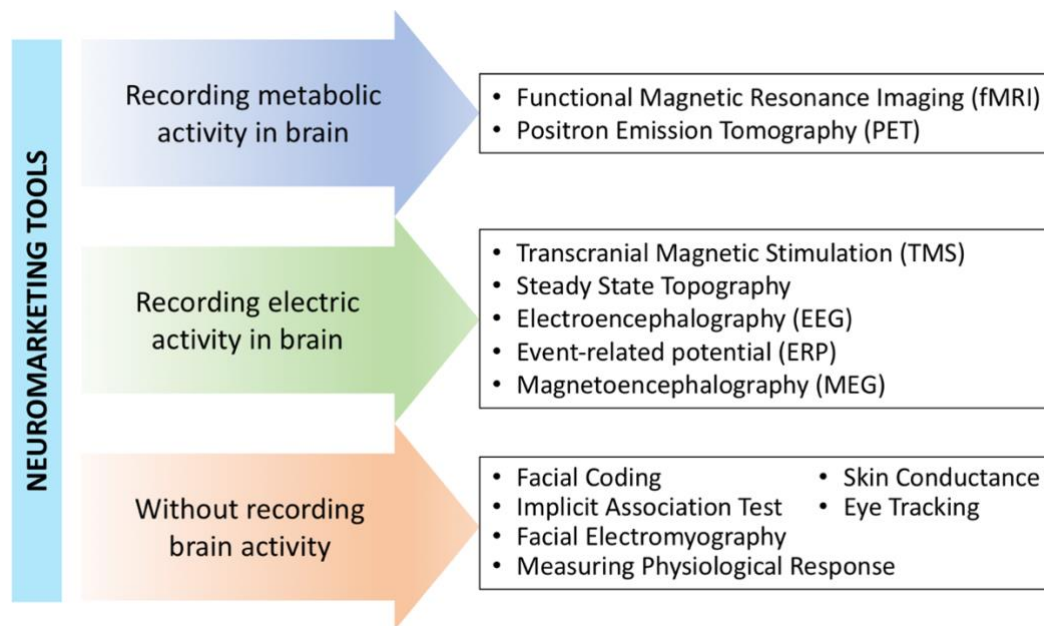 NEUROMARKETING TOOLS
Recording metabolic
activity in brain
• Functional Magnetic Resonance Imaging (fMRI)
• Positron Emission Tomography (PET)
Recording electric
activity in brain
• Transcranial Magnetic Stimulation (TMS)
• Steady State Topography
• Electroencephalography (EEG)
• Event-related potential (ERP)
• Magnetoencephalography (MEG)
Without recording
brain activity
• Facial Coding
• Implicit Association Test
• Facial Electromyography
• Measuring Physiological Response
• Skin Conductance
• Eye Tracking